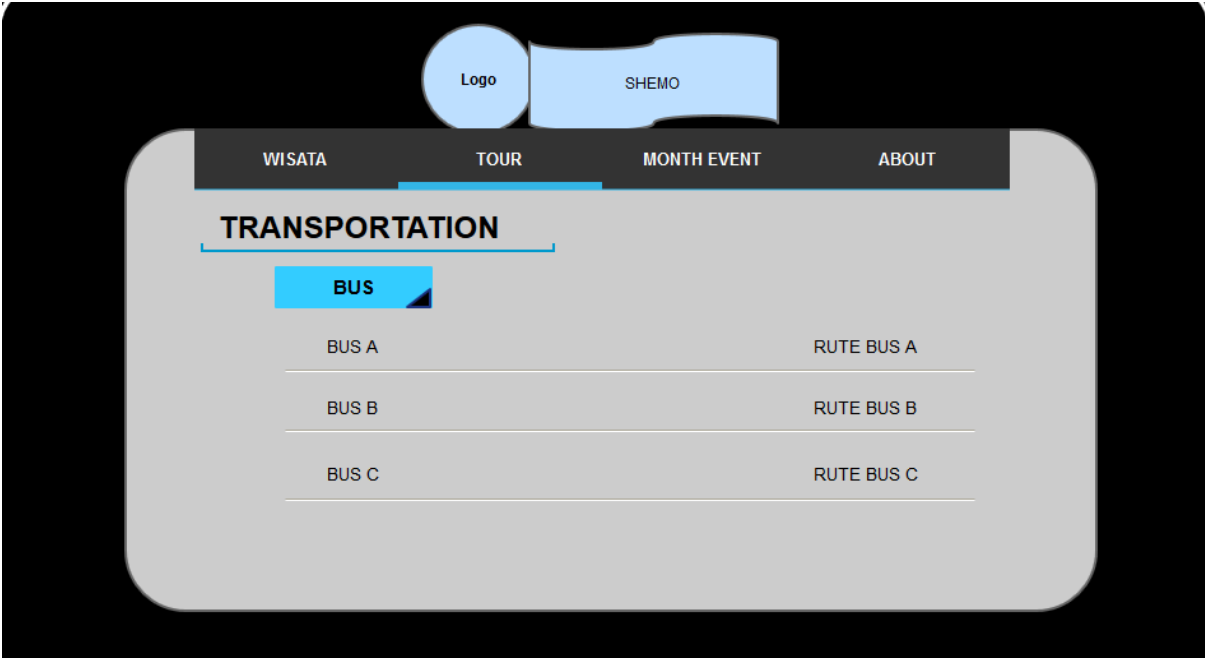 Logo SHEMO
WISATA TOUR MONTH EVENT ABOUT
TRANSPORTATION
BUS
BUS A RUTE BUS A
BUS B RUTE BUS B
BUS C RUTE BUS C